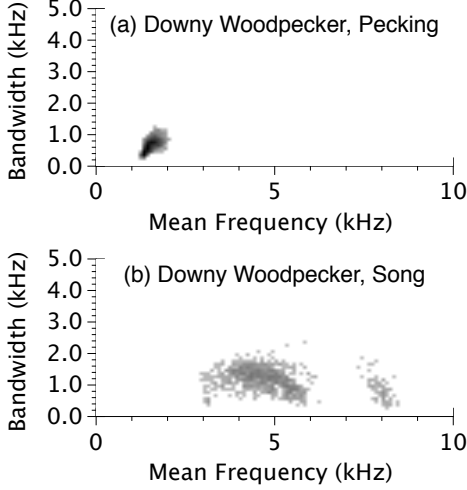 (a) Downy Woodpecker, Pecking
Bandwidth (kHz)
5.0
4.0
3.0
2.0
1.0
0.0
0 5 10
Mean Frequency (kHz)
(b) Downy Woodpecker, Song
Bandwidth (kHz)
5.0
4.0
3.0
2.0
1.0
0.0
0 5 10
Mean Frequency (kHz)